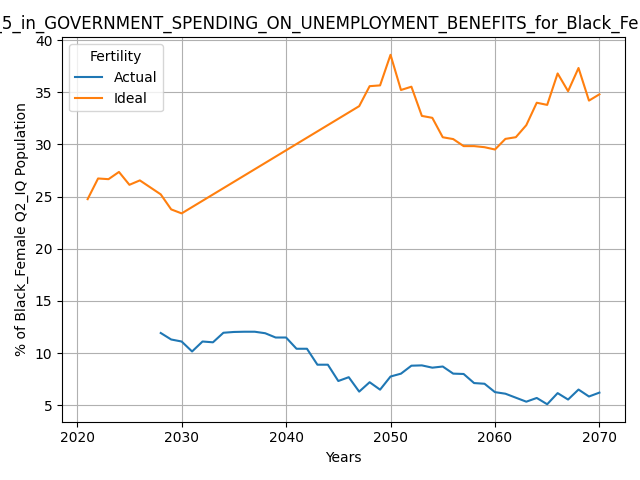 _5_in_GOVERNMENT_SPENDING_ON_UNEMPLOYMENT_BENEFITS_for_Black_Fe
40
35
30
25
20
15
10
5
% of Black_Female Q2_IQ Population
Fertility
Actual
Ideal
2020 2030 2040 2050 2060 2070
Years